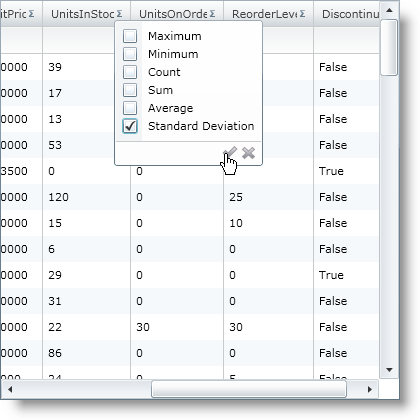 itPric Σ UnitsInStoc Σ UnitsOnOrde Σ ReorderLeve Σ Discontinu
Maximum
Minimum
Count
Sum
Average
Standard Deviation
0000 39 False
0000 17 False
0000 13 False
0000 53 False
3500 0 0 True
0000 120 0 25 False
0000 15 0 10 False
0000 6 0 0 False
0000 29 0 0 True
0000 31 0 0 False
0000 22 30 30 False
0000 86 0 0 False
0000 24 0 5 False